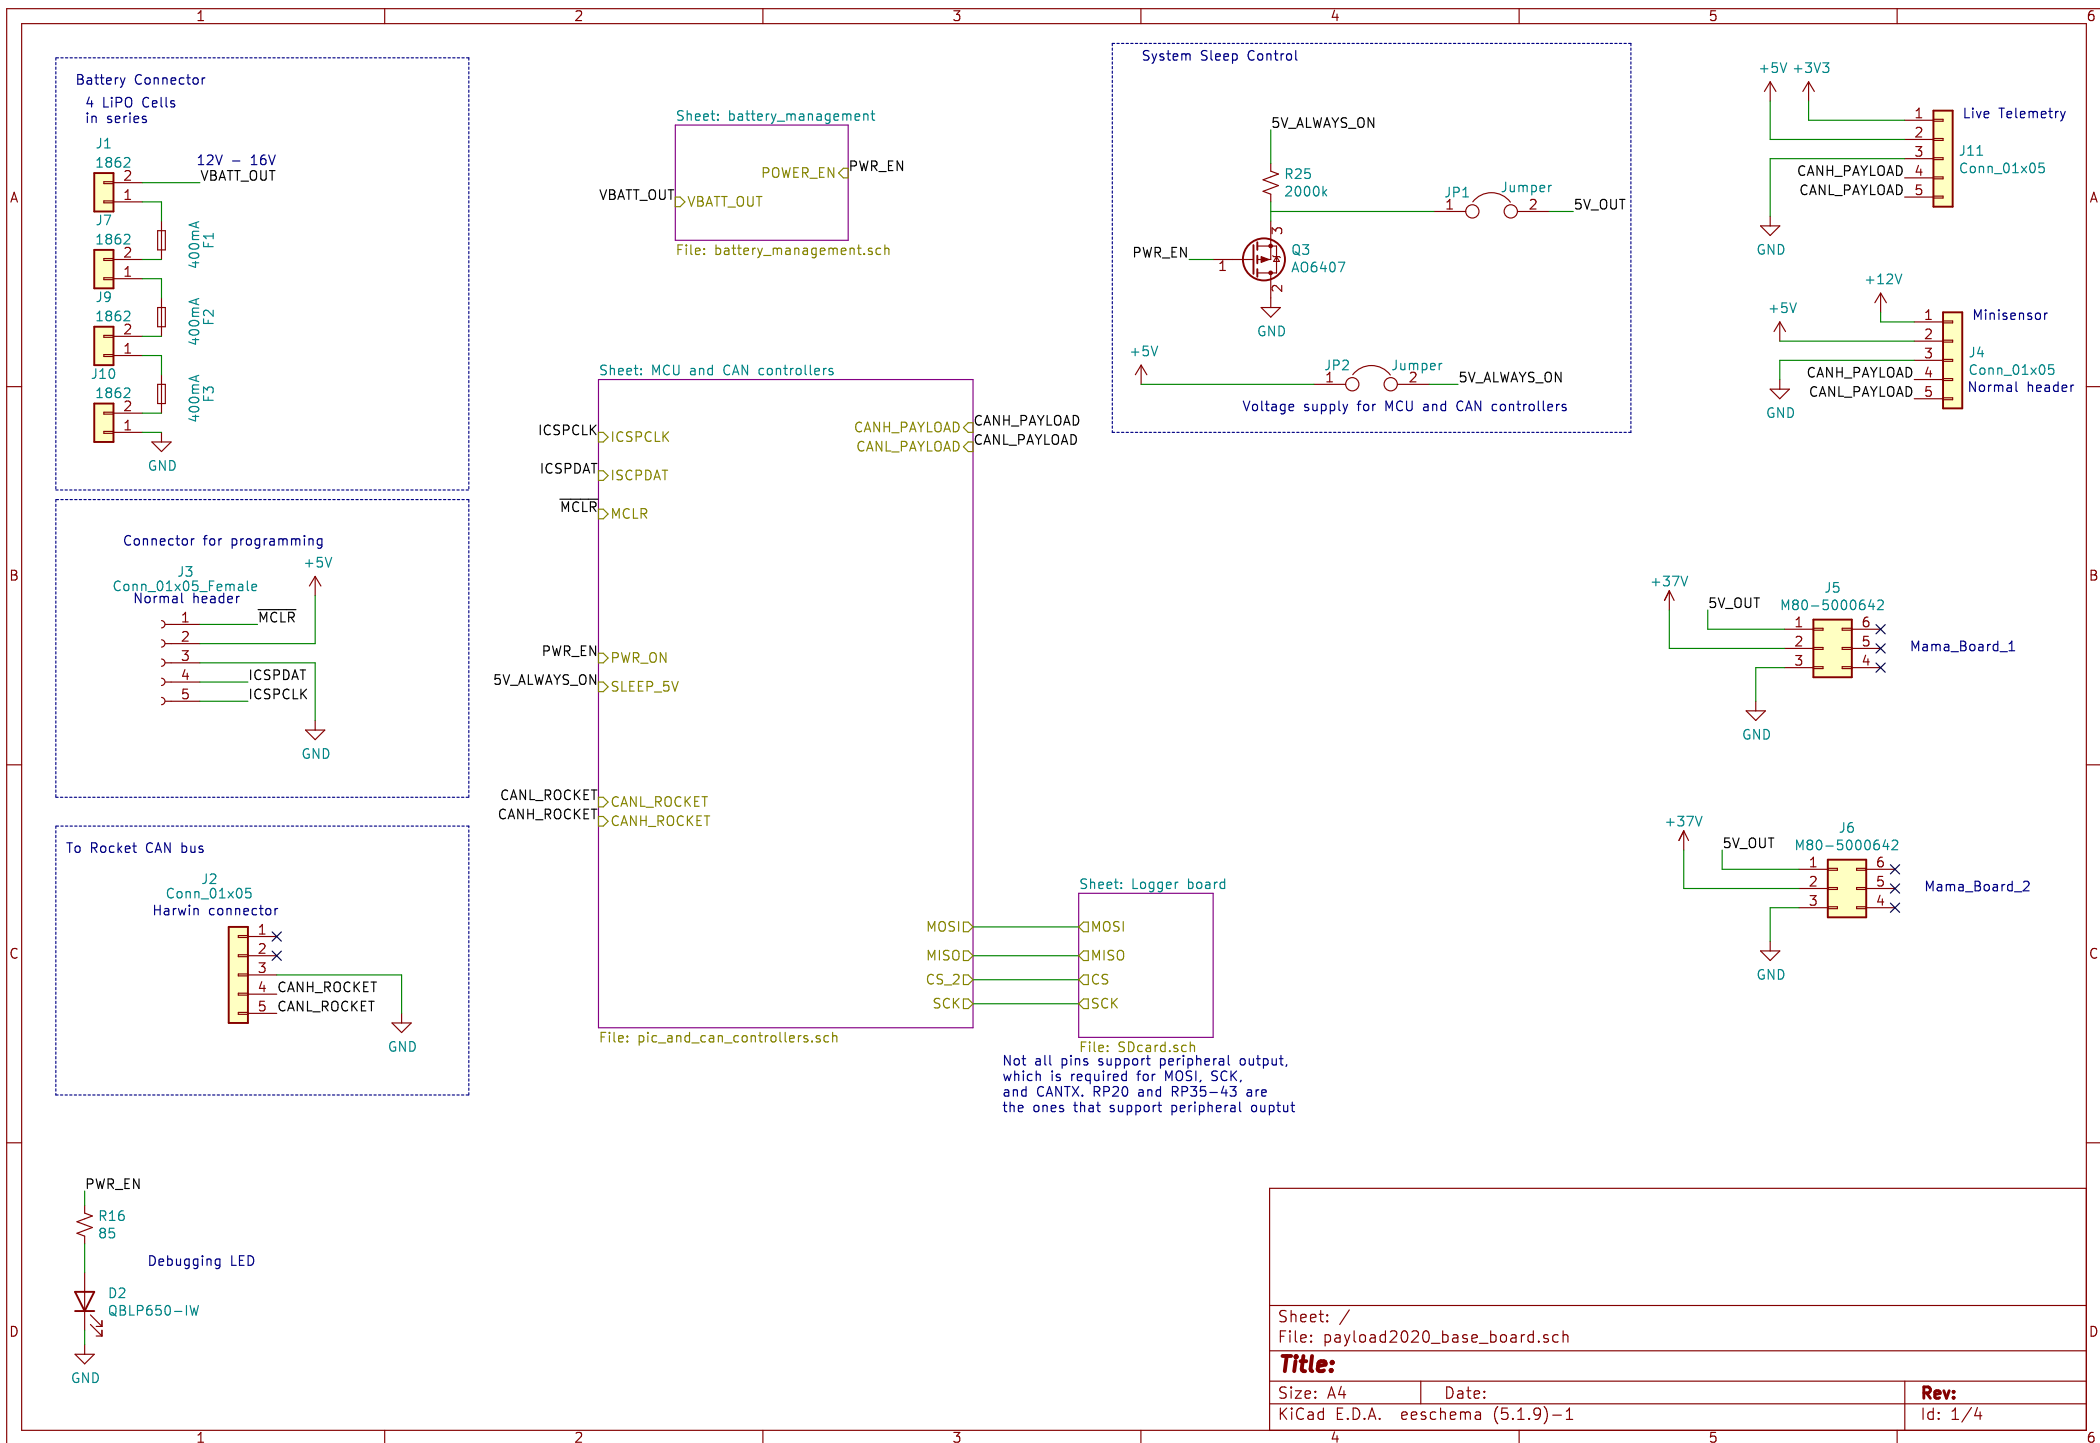 1
2
3
4
5
6
A
B
C
D
Battery Connector
4 LiPO Cells
in series
J1
1862
2
1
12V - 16V
VBATT_OUT
400mA
F1
J7
1862
2
1
400mA
F2
J9
1862
2
1
400mA
F3
J10
1862
2
1
GND
Connector for programming
J3
Conn_01x05_Female
Normal header
+5V
1
2
3
4
5
MCLR
ICSPDAT
ICSPCLK
GND
To Rocket CAN bus
J2
Conn_01x05
Harwin connector
1
2
3
4
5
CANH_ROCKET
CANL_ROCKET
GND
PWR_EN
R16
85
Debugging LED
D2
QBLP650-IW
GND
Sheet: battery_management
POWER_EN
PWR_EN
VBATT_OUT
VBATT_OUT
File: battery_management.sch
Sheet: MCU and CAN controllers
ICSPCLK
ICSPCLK
ICSPDAT
ISCPDAT
MCLR
MCLR
CANH_PAYLOAD
CANH_PAYLOAD
CANL_PAYLOAD
CANL_PAYLOAD
PWR_EN
PWR_ON
5V_ALWAYS_ON
SLEEP_5V
CANL_ROCKET
CANL_ROCKET
CANH_ROCKET
CANH_ROCKET
MOSI
MISO
CS_2
SCK
File: pic_and_can_controllers.sch
Sheet: Logger board
MOSI
MISO
CS
SCK
File: SDcard.sch
Not all pins support peripheral output,
which is required for MOSI, SCK,
and CANTX. RP20 and RP35-43 are
the ones that support peripheral ouptut
System Sleep Control
5V_ALWAYS_ON
R25
2000k
JP1
Jumper
1
2
5V_OUT
PWR_EN
1
3
Q3
AO6407
2
GND
+5V
JP2
Jumper
1
2
5V_ALWAYS_ON
Voltage supply for MCU and CAN controllers
+5V
+3V3
1
2
3
4
5
Live Telemetry
J11
Conn_01x05
CANH_PAYLOAD
CANL_PAYLOAD
GND
+12V
+5V
1
2
3
4
5
Minisensor
J4
Conn_01x05
Normal header
CANH_PAYLOAD
CANL_PAYLOAD
GND
+37V
5V_OUT
J5
M80-5000642
1
2
3
6
5
4
Mama_Board_1
GND
+37V
5V_OUT
J6
M80-5000642
1
2
3
6
5
4
Mama_Board_2
GND
Sheet: /
File: payload2020_base_board.sch
Title:
Size: A4
Date:
Rev:
KiCad E.D.A. eeschema (5.1.9)-1
Id: 1/4
A
B
C
D
1
2
3
4
5
6